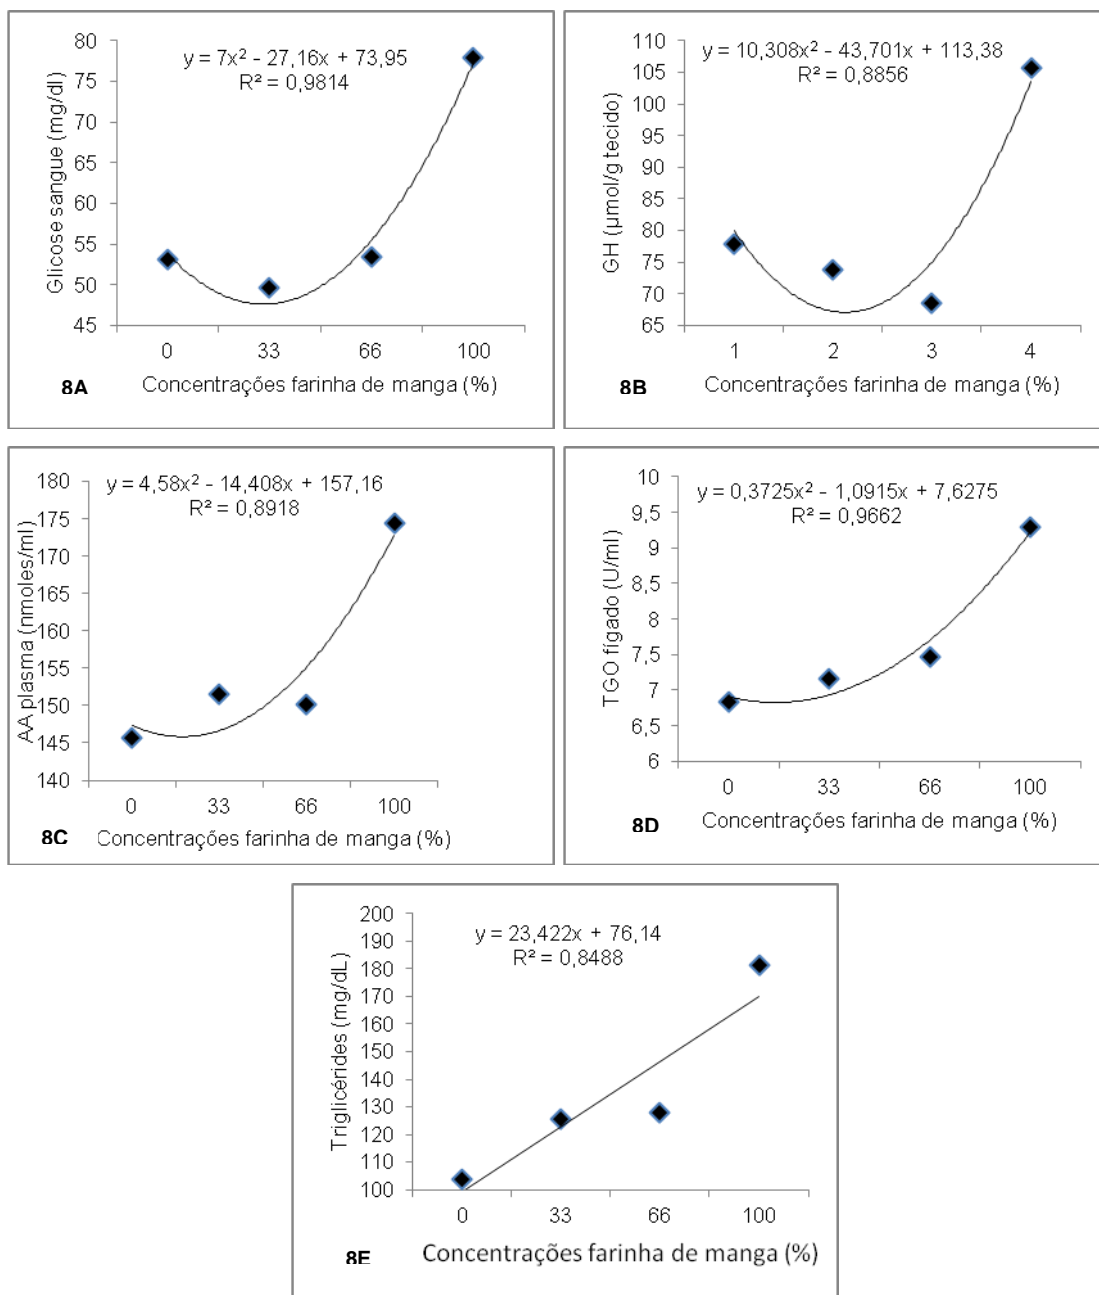 y = 7x² - 27,16x + 73,95
R² = 0,9814
Glicose sangue (mg/dl)
80
75
70
65
60
55
50
45
0 33 66 100
8A Concentrações farinha de manga (%)
y = 10,308x² - 43,701x + 113,38
R² = 0,8856
GH (µmol/g tecido)
110
105
100
95
90
85
80
75
70
65
1 2 3 4
8B Concentrações farinha de manga (%)
y = 4,58x² - 14,408x + 157,16
R² = 0,8918
AA plasma (nmoles/ml)
180
175
170
165
160
155
150
145
140
0 33 66 100
8C Concentrações farinha de manga (%)
y = 0,3725x² - 1,0915x + 7,6275
R² = 0,9662
TGO fígado (U/ml)
10
9,5
9
8,5
8
7,5
7
6,5
6
0 33 66 100
8D Concentrações farinha de manga (%)
y = 23,422x + 76,14
R² = 0,8488
Triglicérides (mg/dL)
200
190
180
170
160
150
140
130
120
110
100
0 33 66 100
8E Concentrações farinha de manga (%)